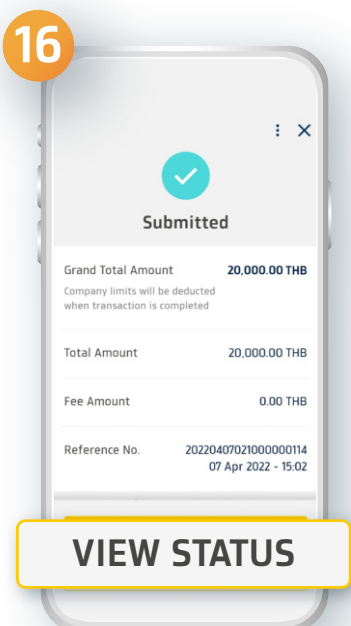 16
Submitted
Grand Total Amount 20,000.00 THB
Company limits will be deducted
when transaction is completed
Total Amount 20,000.00 THB
Fee Amount 0.00 THB
Reference No. 20220407021000000114
07 Apr 2022 - 15:02
VIEW STATUS